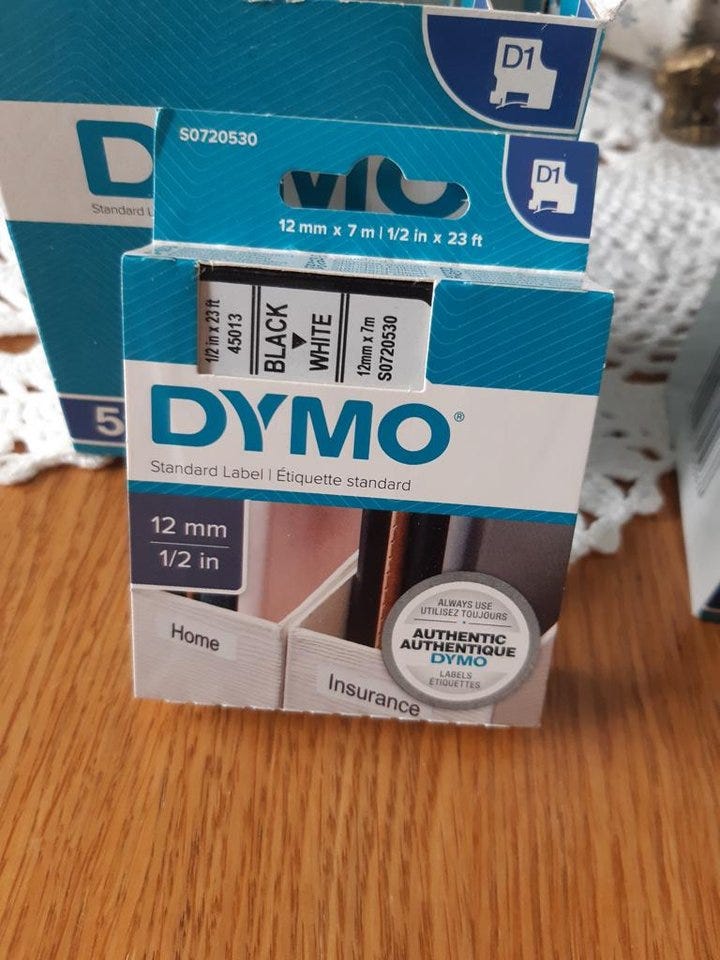 D1
D
Standard L
5
S0720530
D1
12 mm x 7 m | 1/2 in x 23 ft
1/2 in x 23 ft
45013
BLACK
WHITE
12mm x 7m
S0720530
DYMO®
Standard Label | Étiquette standard
12 mm
1/2 in
Home
Insurance
ALWAYS USE
UTILISEZ TOUJOURS
AUTHENTIC
AUTHENTIQUE
DYMO
LABELS
ÉTIQUETTES